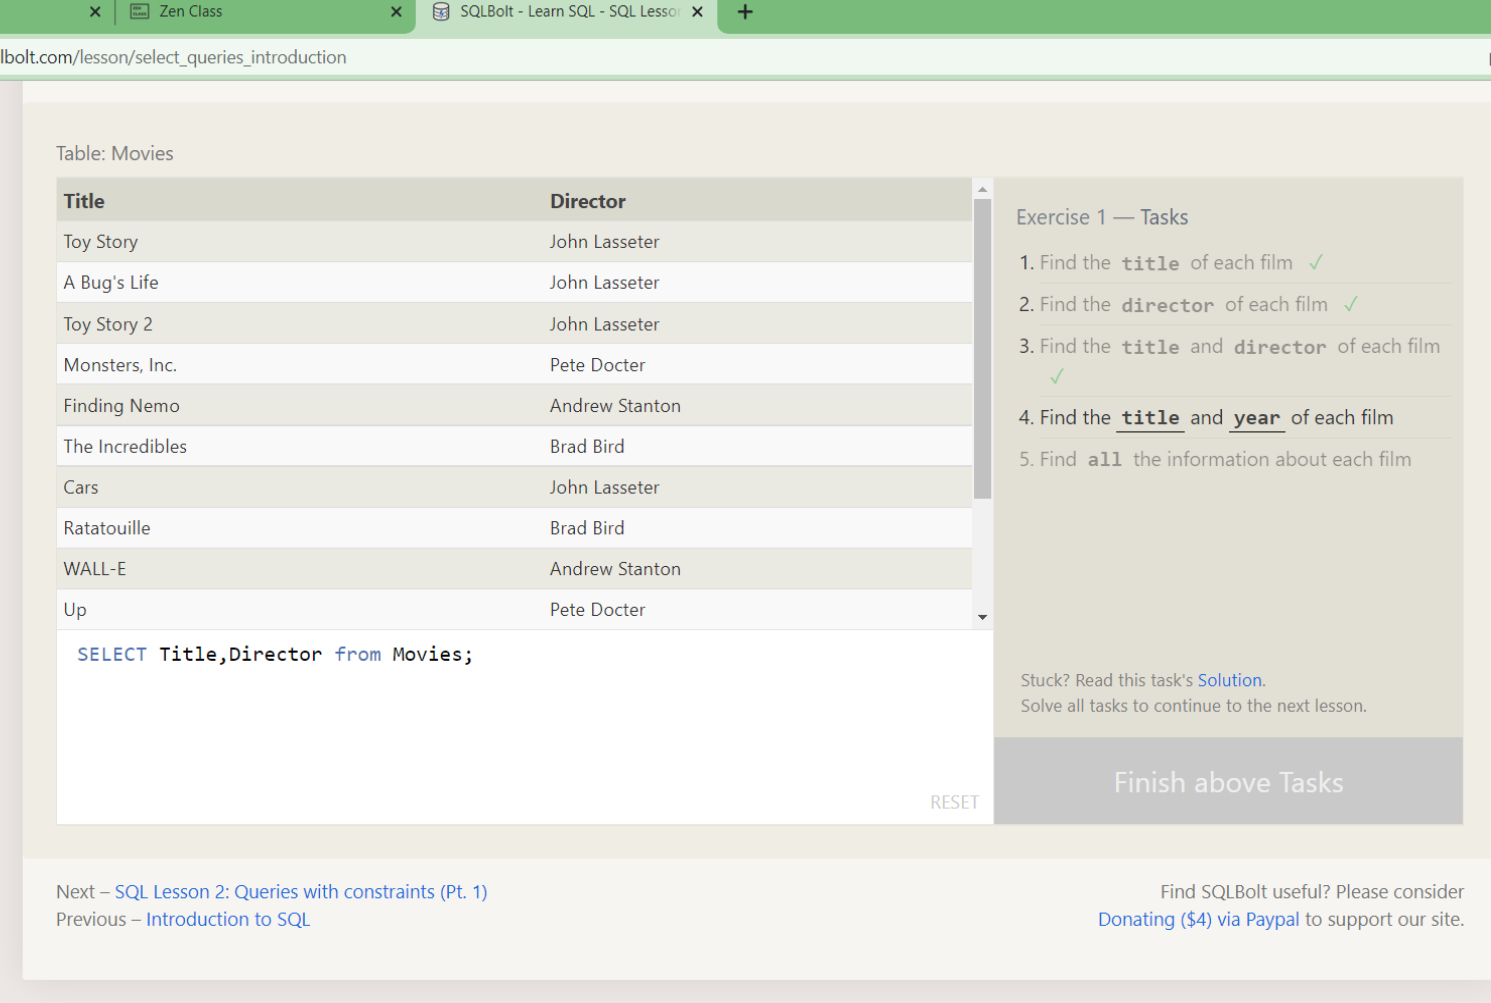 Zen Class
SQLBolt - Learn SQL - SQL Lesso
lbolt.com/lesson/select_queries_introduction
Table: Movies
Title Director
Toy Story John Lasseter
A Bug's Life John Lasseter
Toy Story 2 John Lasseter
Monsters, Inc. Pete Docter
Finding Nemo Andrew Stanton
The Incredibles Brad Bird
Cars John Lasseter
Ratatouille Brad Bird
WALL-E Andrew Stanton
Up Pete Docter
SELECT Title,Director from Movies;
RESET
Exercise 1 — Tasks
1. Find the title of each film ✓
2. Find the director of each film ✓
3. Find the title and director of each film
✓
4. Find the title and year of each film
5. Find all the information about each film
Stuck? Read this task's Solution.
Solve all tasks to continue to the next lesson.
Finish above Tasks
Next – SQL Lesson 2: Queries with constraints (Pt. 1)
Previous – Introduction to SQL
Find SQLBolt useful? Please consider
Donating ($4) via Paypal to support our site.